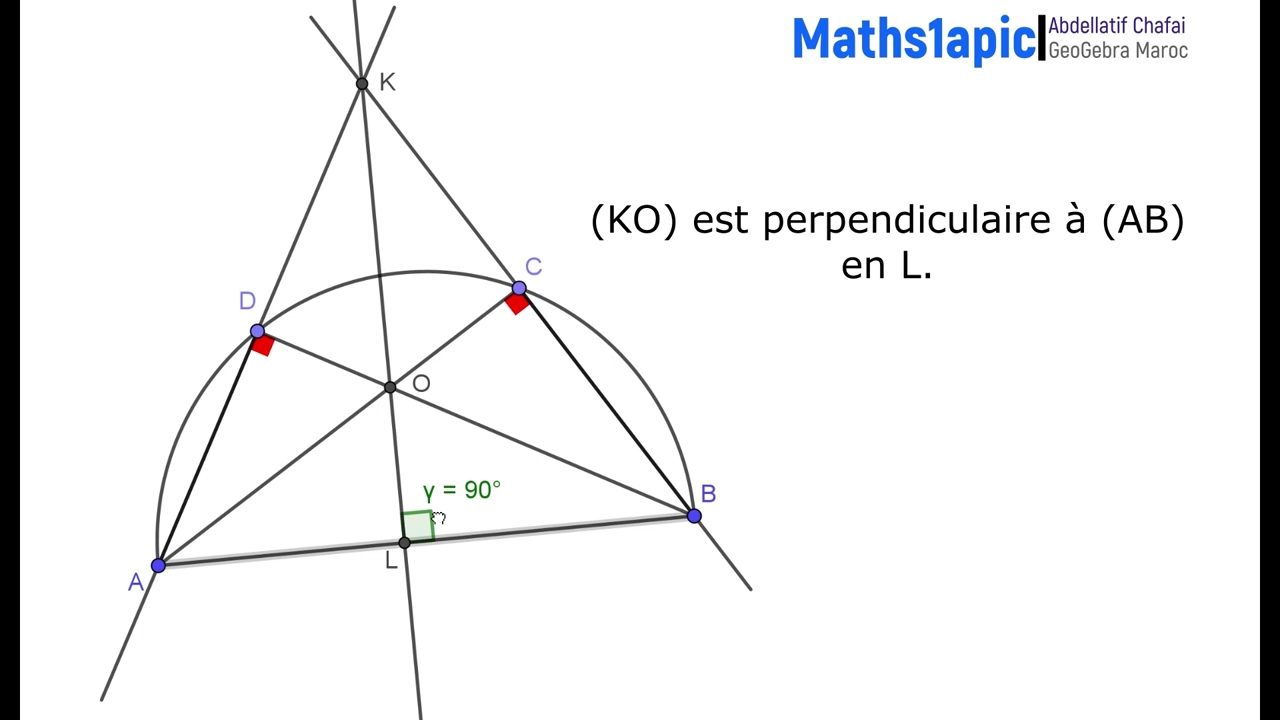 Maths1apic
Abdellatif Chafai
GeoGebra Maroc
K
(KO) est perpendiculaire à (AB)
en L.
C
D
O
γ = 90°
B
L
A